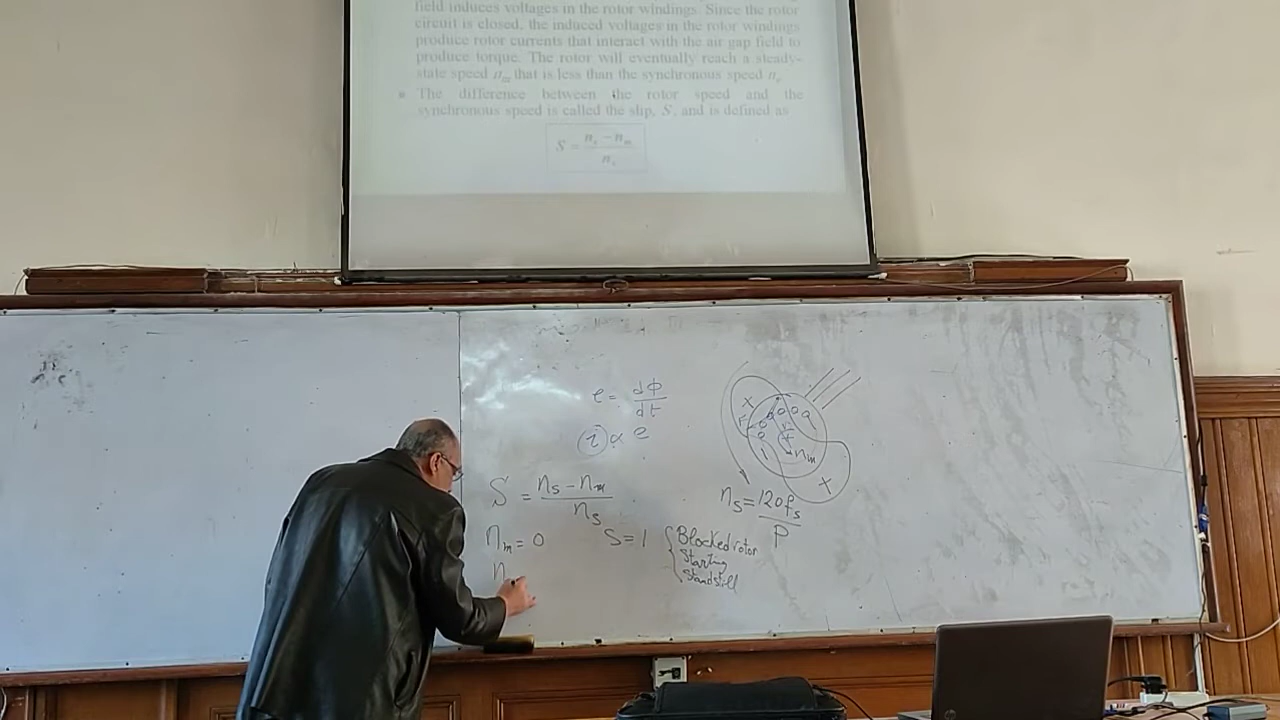 field induces voltages in the rotor windings. Since the rotor
circuit is closed, the induced voltages in the rotor windings
produce rotor currents that interact with the air gap field to
produce torque. The rotor will eventually reach a steady-
state speed nₘ that is less than the synchronous speed nₛ
The difference between the rotor speed and the
synchronous speed is called the slip, S, and is defined as
S = (nₛ − nₘ) / nₛ
e = dΦ / dt
i ∝ e
S = (nₛ − nₘ) / nₛ
nₘ = 0 S = 1 { Blocked rotor
Starting
Standstill
n
nₘ
nₛ = 120fₛ / P